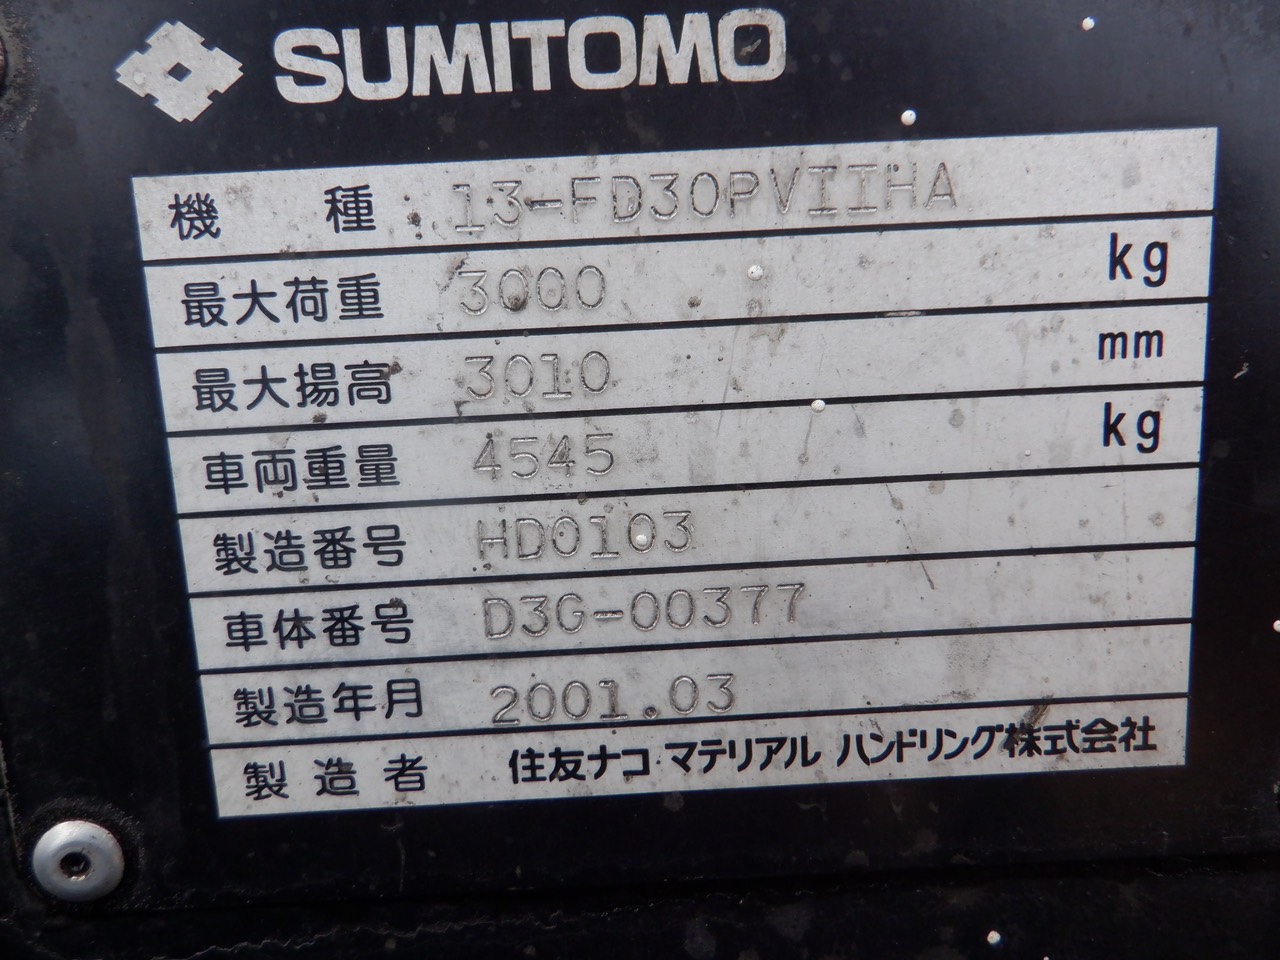 SUMITOMO
機種 13-FD30PVIIHA
最大荷重 3000 kg
最大揚高 3010 mm
車両重量 4545 kg
製造番号 HD0103
車体番号 D3G-00377
製造年月 2001.03
製造者 住友ナコ マテリアル ハンドリング株式会社